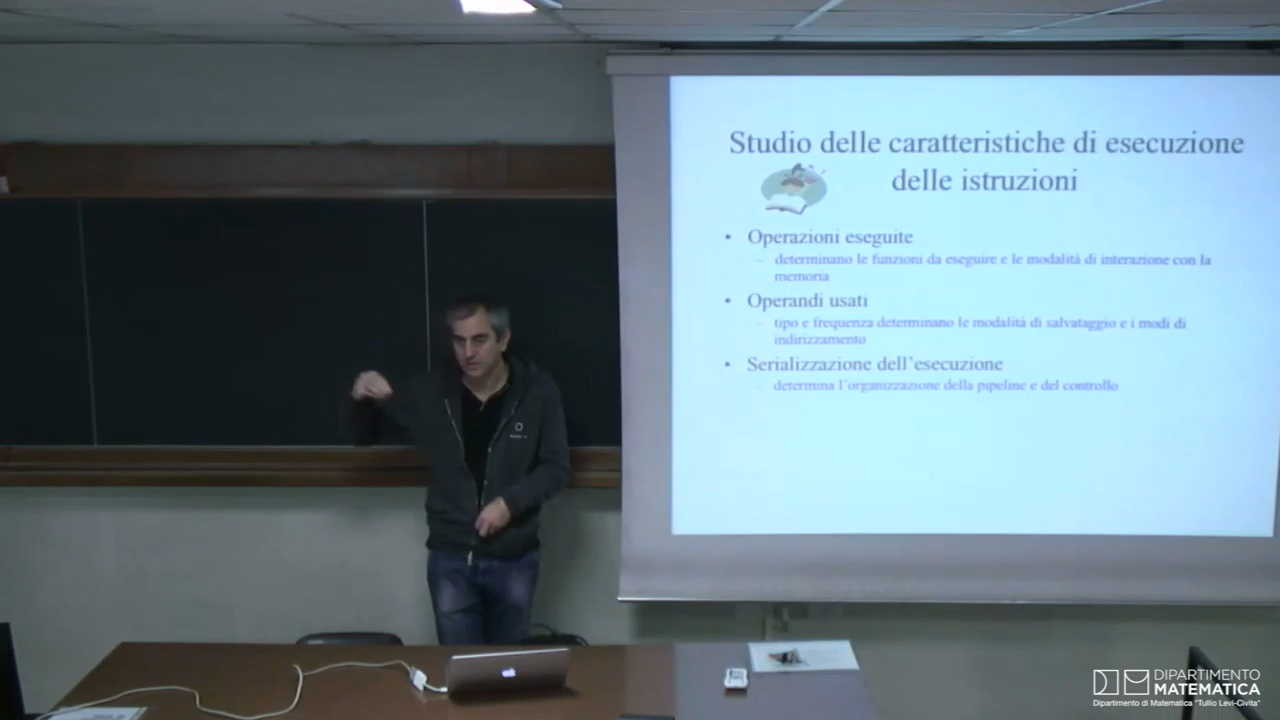 Studio delle caratteristiche di esecuzione
delle istruzioni
• Operazioni eseguite
– determinano le funzioni da eseguire e le modalità di interazione con la
memoria
• Operandi usati
– tipo e frequenza determinano le modalità di salvataggio e i modi di
indirizzamento
• Serializzazione dell'esecuzione
– determina l'organizzazione della pipeline e del controllo
DIPARTIMENTO
MATEMATICA
Dipartimento di Matematica "Tullio Levi-Civita"